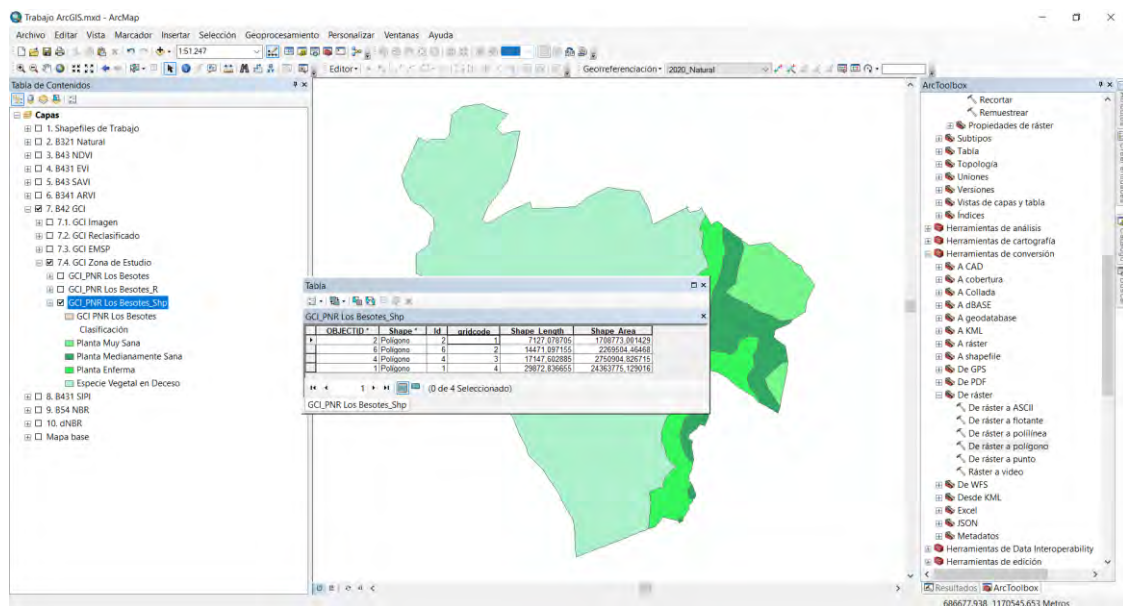 Trabajo ArcGIS.mxd - ArcMap
Archivo Editar Vista Marcador Insertar Selección Geoprocesamiento Personalizar Ventanas Ayuda
1:51.247
Editor
Georreferenciación
2020_Natural
Tabla de Contenidos
Capas
1. Shapefiles de Trabajo
2. B321 Natural
3. B43 NDVI
4. B431 EVI
5. B43 SAVI
6. B341 ARVI
7. B42 GCI
7.1. GCI Imagen
7.2. GCI Reclasificado
7.3. GCI EMSP
7.4. GCI Zona de Estudio
GCI_PNR Los Besotes
GCI_PNR Los Besotes_R
GCI_PNR Los Besotes_Shp
GCI PNR Los Besotes
Clasificación
Planta Muy Sana
Planta Medianamente Sana
Planta Enferma
Especie Vegetal en Deceso
8. B431 SIPI
9. B54 NBR
10. dNBR
Mapa base
Tabla
GCI_PNR Los Besotes_Shp
OBJECTID * Shape * Id gridcode Shape_Length Shape_Area
2 Polígono 2 1 7127,078705 1708773,001429
6 Polígono 6 2 14471,097155 2269504,46468
4 Polígono 4 3 17147,602885 2750904,826715
1 Polígono 1 4 29872,836655 24363775,129016
1
(0 de 4 Seleccionado)
GCI_PNR Los Besotes_Shp
ArcToolbox
Recortar
Remuestrear
Propiedades de ráster
Subtipos
Tabla
Topología
Uniones
Versiones
Vistas de capas y tabla
Índices
Herramientas de análisis
Herramientas de cartografía
Herramientas de conversión
A CAD
A cobertura
A Collada
A dBASE
A geodatabase
A KML
A ráster
A shapefile
De GPS
De PDF
De ráster
De ráster a ASCII
De ráster a flotante
De ráster a polilínea
De ráster a polígono
De ráster a punto
Ráster a video
De WFS
Desde KML
Excel
JSON
Metadatos
Herramientas de Data Interoperability
Herramientas de edición
Resultados ArcToolbox
686677,938 1170545,653 Metros